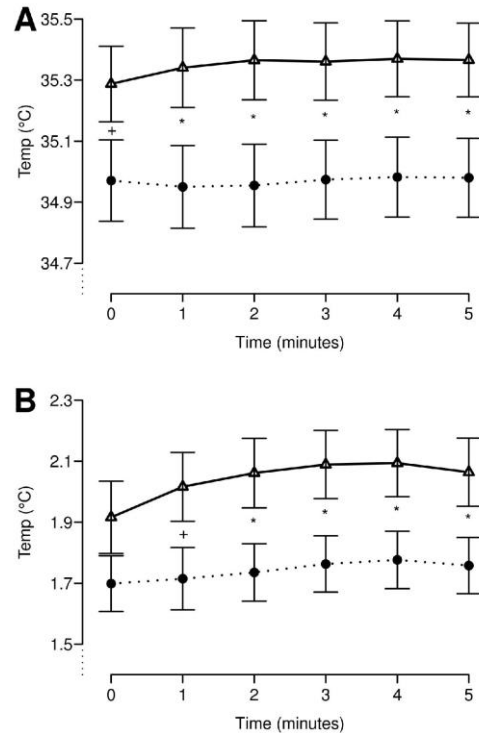 A
35.5
35.3
35.1
34.9
34.7
Temp (°C)
+ * * * * *
0 1 2 3 4 5
Time (minutes)
B
2.3
2.1
1.9
1.7
1.5
Temp (°C)
+ * * * *
0 1 2 3 4 5
Time (minutes)